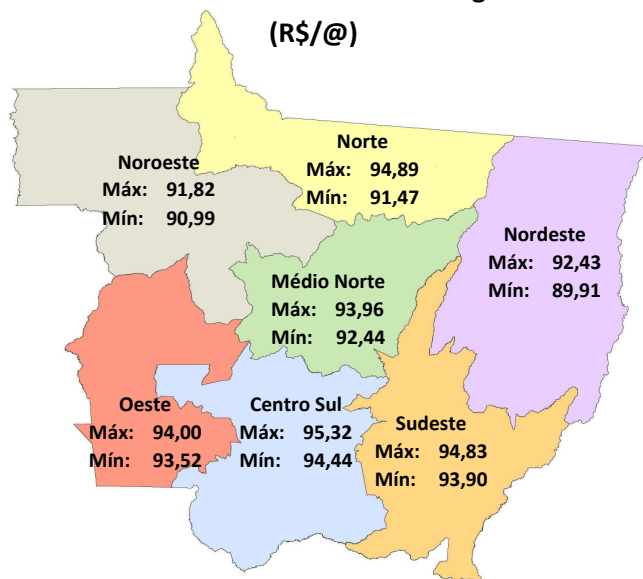 (R$/@)
Norte
Máx: 94,89
Mín: 91,47
Noroeste
Máx: 91,82
Mín: 90,99
Nordeste
Máx: 92,43
Mín: 89,91
Médio Norte
Máx: 93,96
Mín: 92,44
Oeste
Máx: 94,00
Mín: 93,52
Centro Sul
Máx: 95,32
Mín: 94,44
Sudeste
Máx: 94,83
Mín: 93,90